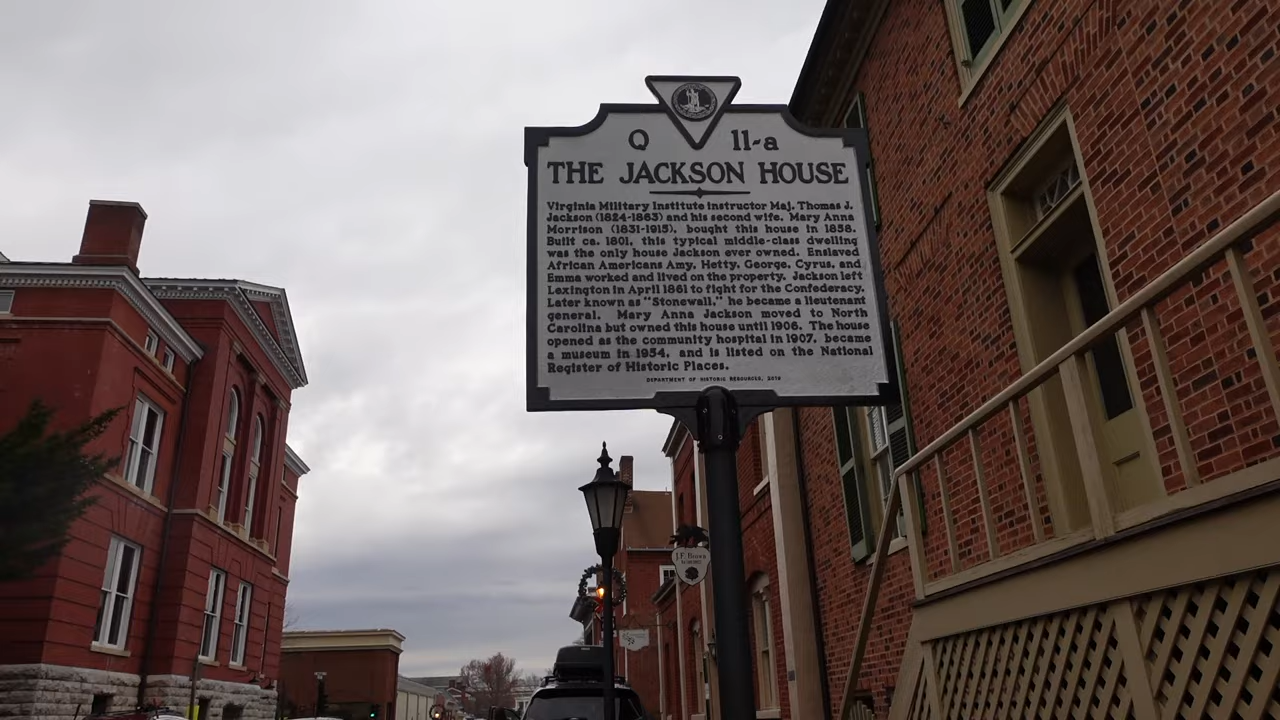 Q 11-a
THE JACKSON HOUSE
Virginia Military Institute instructor Maj. Thomas J.
Jackson (1824-1863) and his second wife, Mary Anna
Morrison (1831-1915), bought this house in 1858.
Built ca. 1801, this typical middle-class dwelling
was the only house Jackson ever owned. Enslaved
African Americans Amy, Hetty, George, Cyrus, and
Emma worked and lived on the property. Jackson left
Lexington in April 1861 to fight for the Confederacy.
Later known as "Stonewall," he became a lieutenant
general. Mary Anna Jackson moved to North
Carolina but owned this house until 1906. The house
opened as the community hospital in 1907, became
a museum in 1954, and is listed on the National
Register of Historic Places.
DEPARTMENT OF HISTORIC RESOURCES, 2019
J.F. Brown